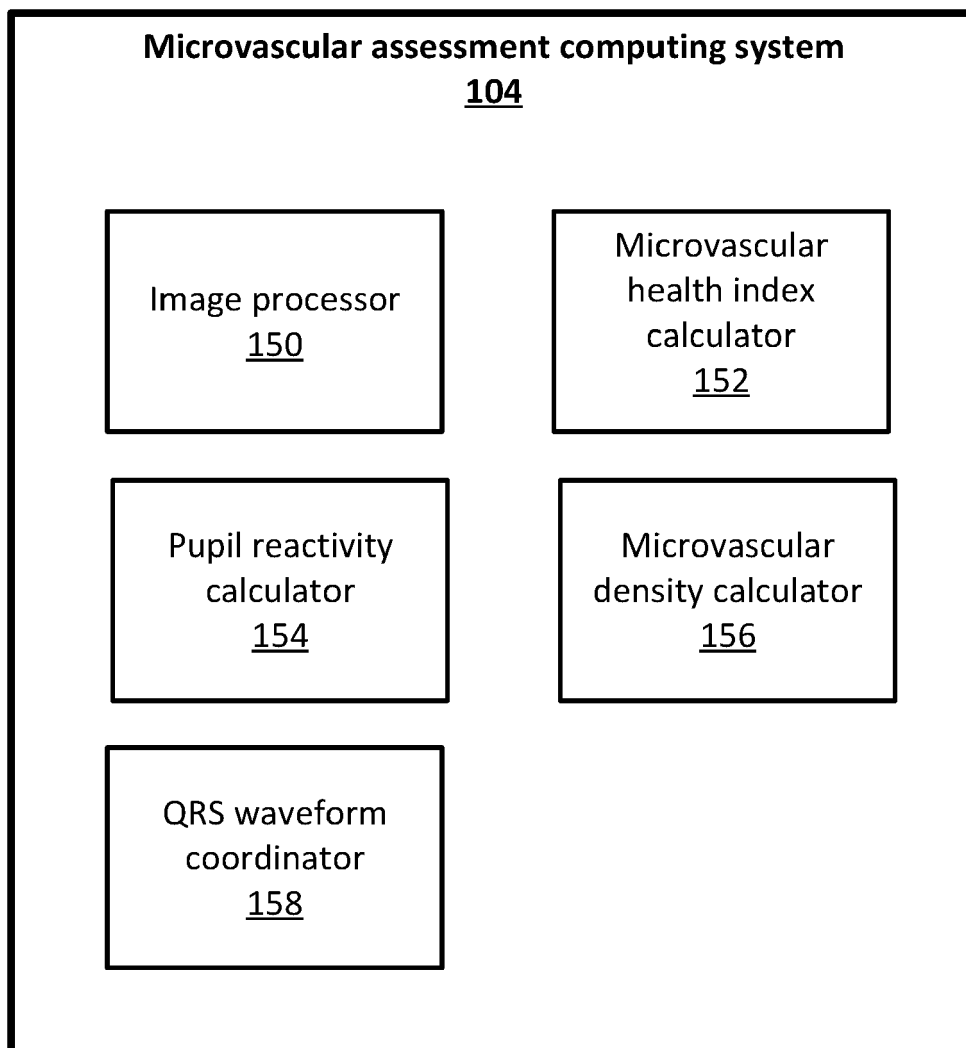 Microvascular assessment computing system
104
Image processor
150
Microvascular
health index
calculator
152
Pupil reactivity
calculator
154
Microvascular
density calculator
156
QRS waveform
coordinator
158